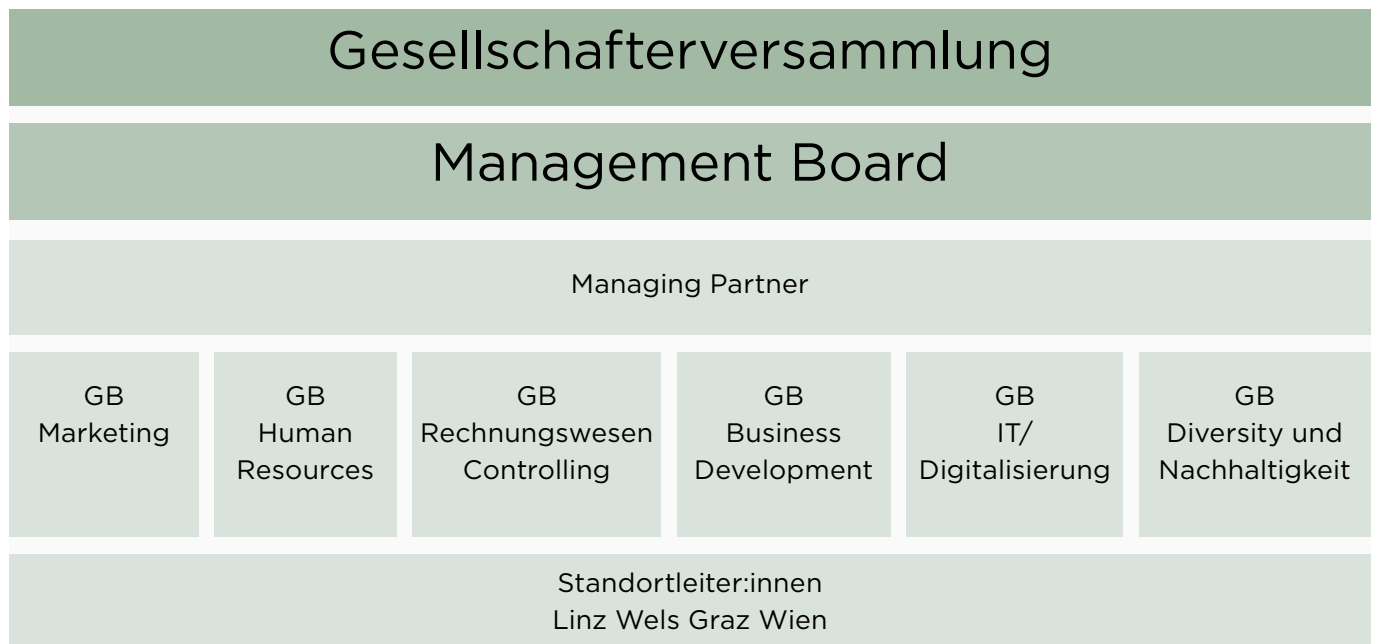 Gesellschafterversammlung
Management Board
Managing Partner
GB
Marketing
GB
Human
Resources
GB
Rechnungswesen
Controlling
GB
Business
Development
GB
IT/
Digitalisierung
GB
Diversity und
Nachhaltigkeit
Standortleiter:innen
Linz Wels Graz Wien